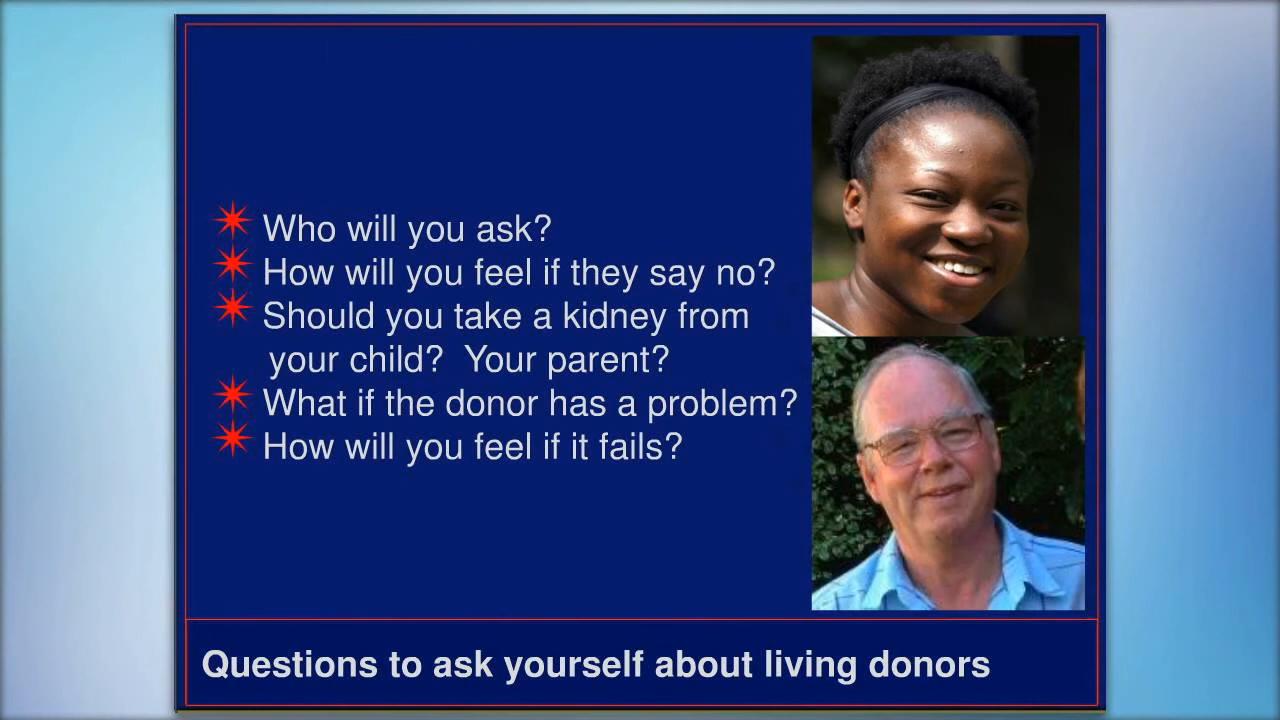 Who will you ask?
How will you feel if they say no?
Should you take a kidney from
your child? Your parent?
What if the donor has a problem?
How will you feel if it fails?
Questions to ask yourself about living donors